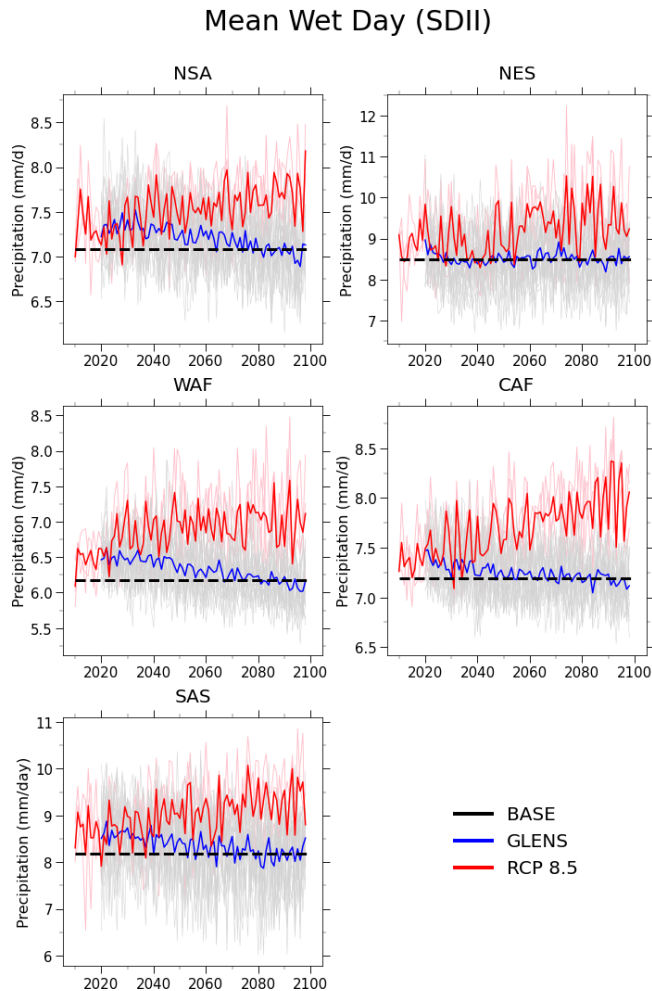 Mean Wet Day (SDII)
NSA
Precipitation (mm/d)
8.5
8.0
7.5
7.0
6.5
2020 2040 2060 2080 2100
NES
Precipitation (mm/d)
12
11
10
9
8
7
2020 2040 2060 2080 2100
WAF
Precipitation (mm/d)
8.5
8.0
7.5
7.0
6.5
6.0
5.5
2020 2040 2060 2080 2100
CAF
Precipitation (mm/d)
8.5
8.0
7.5
7.0
6.5
2020 2040 2060 2080 2100
SAS
Precipitation (mm/day)
11
10
9
8
7
6
2020 2040 2060 2080 2100
BASE
GLENS
RCP 8.5